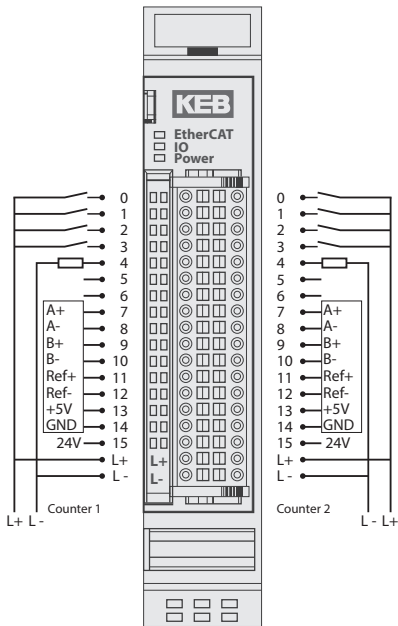 KEB
EtherCAT
IO
Power
0 0
1 1
2 2
3 3
4 4
5 5
6 6
A+ 7 7 A+
A- 8 8 A-
B+ 9 9 B+
B- 10 10 B-
Ref+ 11 11 Ref+
Ref- 12 12 Ref-
+5V 13 13 +5V
GND 14 14 GND
24V 15 15 24V
L+ L+ L+
L - L- L -
Counter 1 Counter 2
L+ L - L - L+